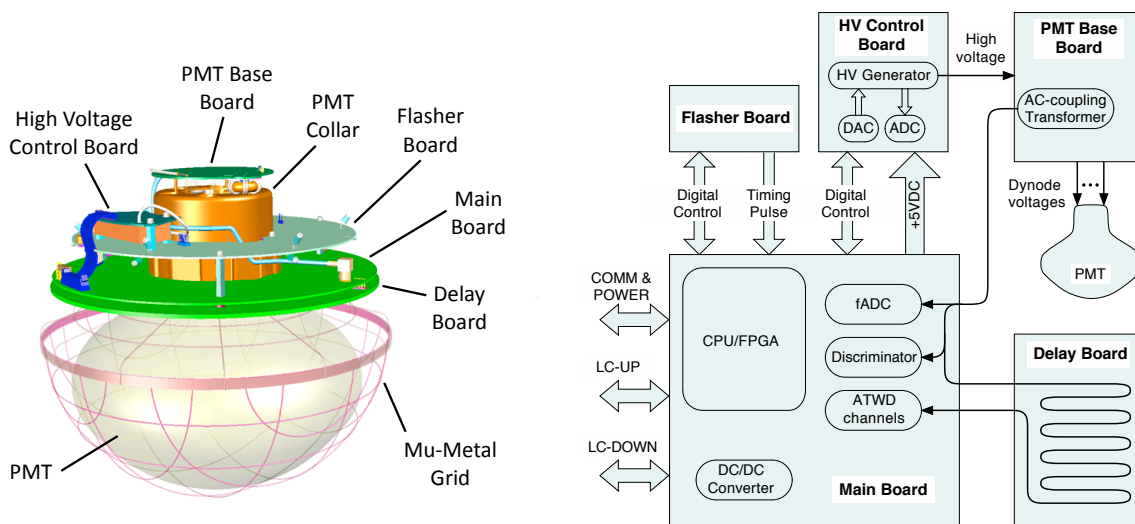 PMT Base
Board
High Voltage
Control Board
PMT
Collar
Flasher
Board
Main
Board
Delay
Board
Mu-Metal
Grid
PMT
HV Control
Board
HV Generator
DAC
ADC
High
voltage
PMT Base
Board
AC-coupling
Transformer
Flasher Board
Digital
Control
Timing
Pulse
Digital
Control
+5VDC
Dynode
voltages
...
PMT
COMM &
POWER
LC-UP
LC-DOWN
CPU/FPGA
fADC
Discriminator
ATWD
channels
DC/DC
Converter
Main Board
Delay Board